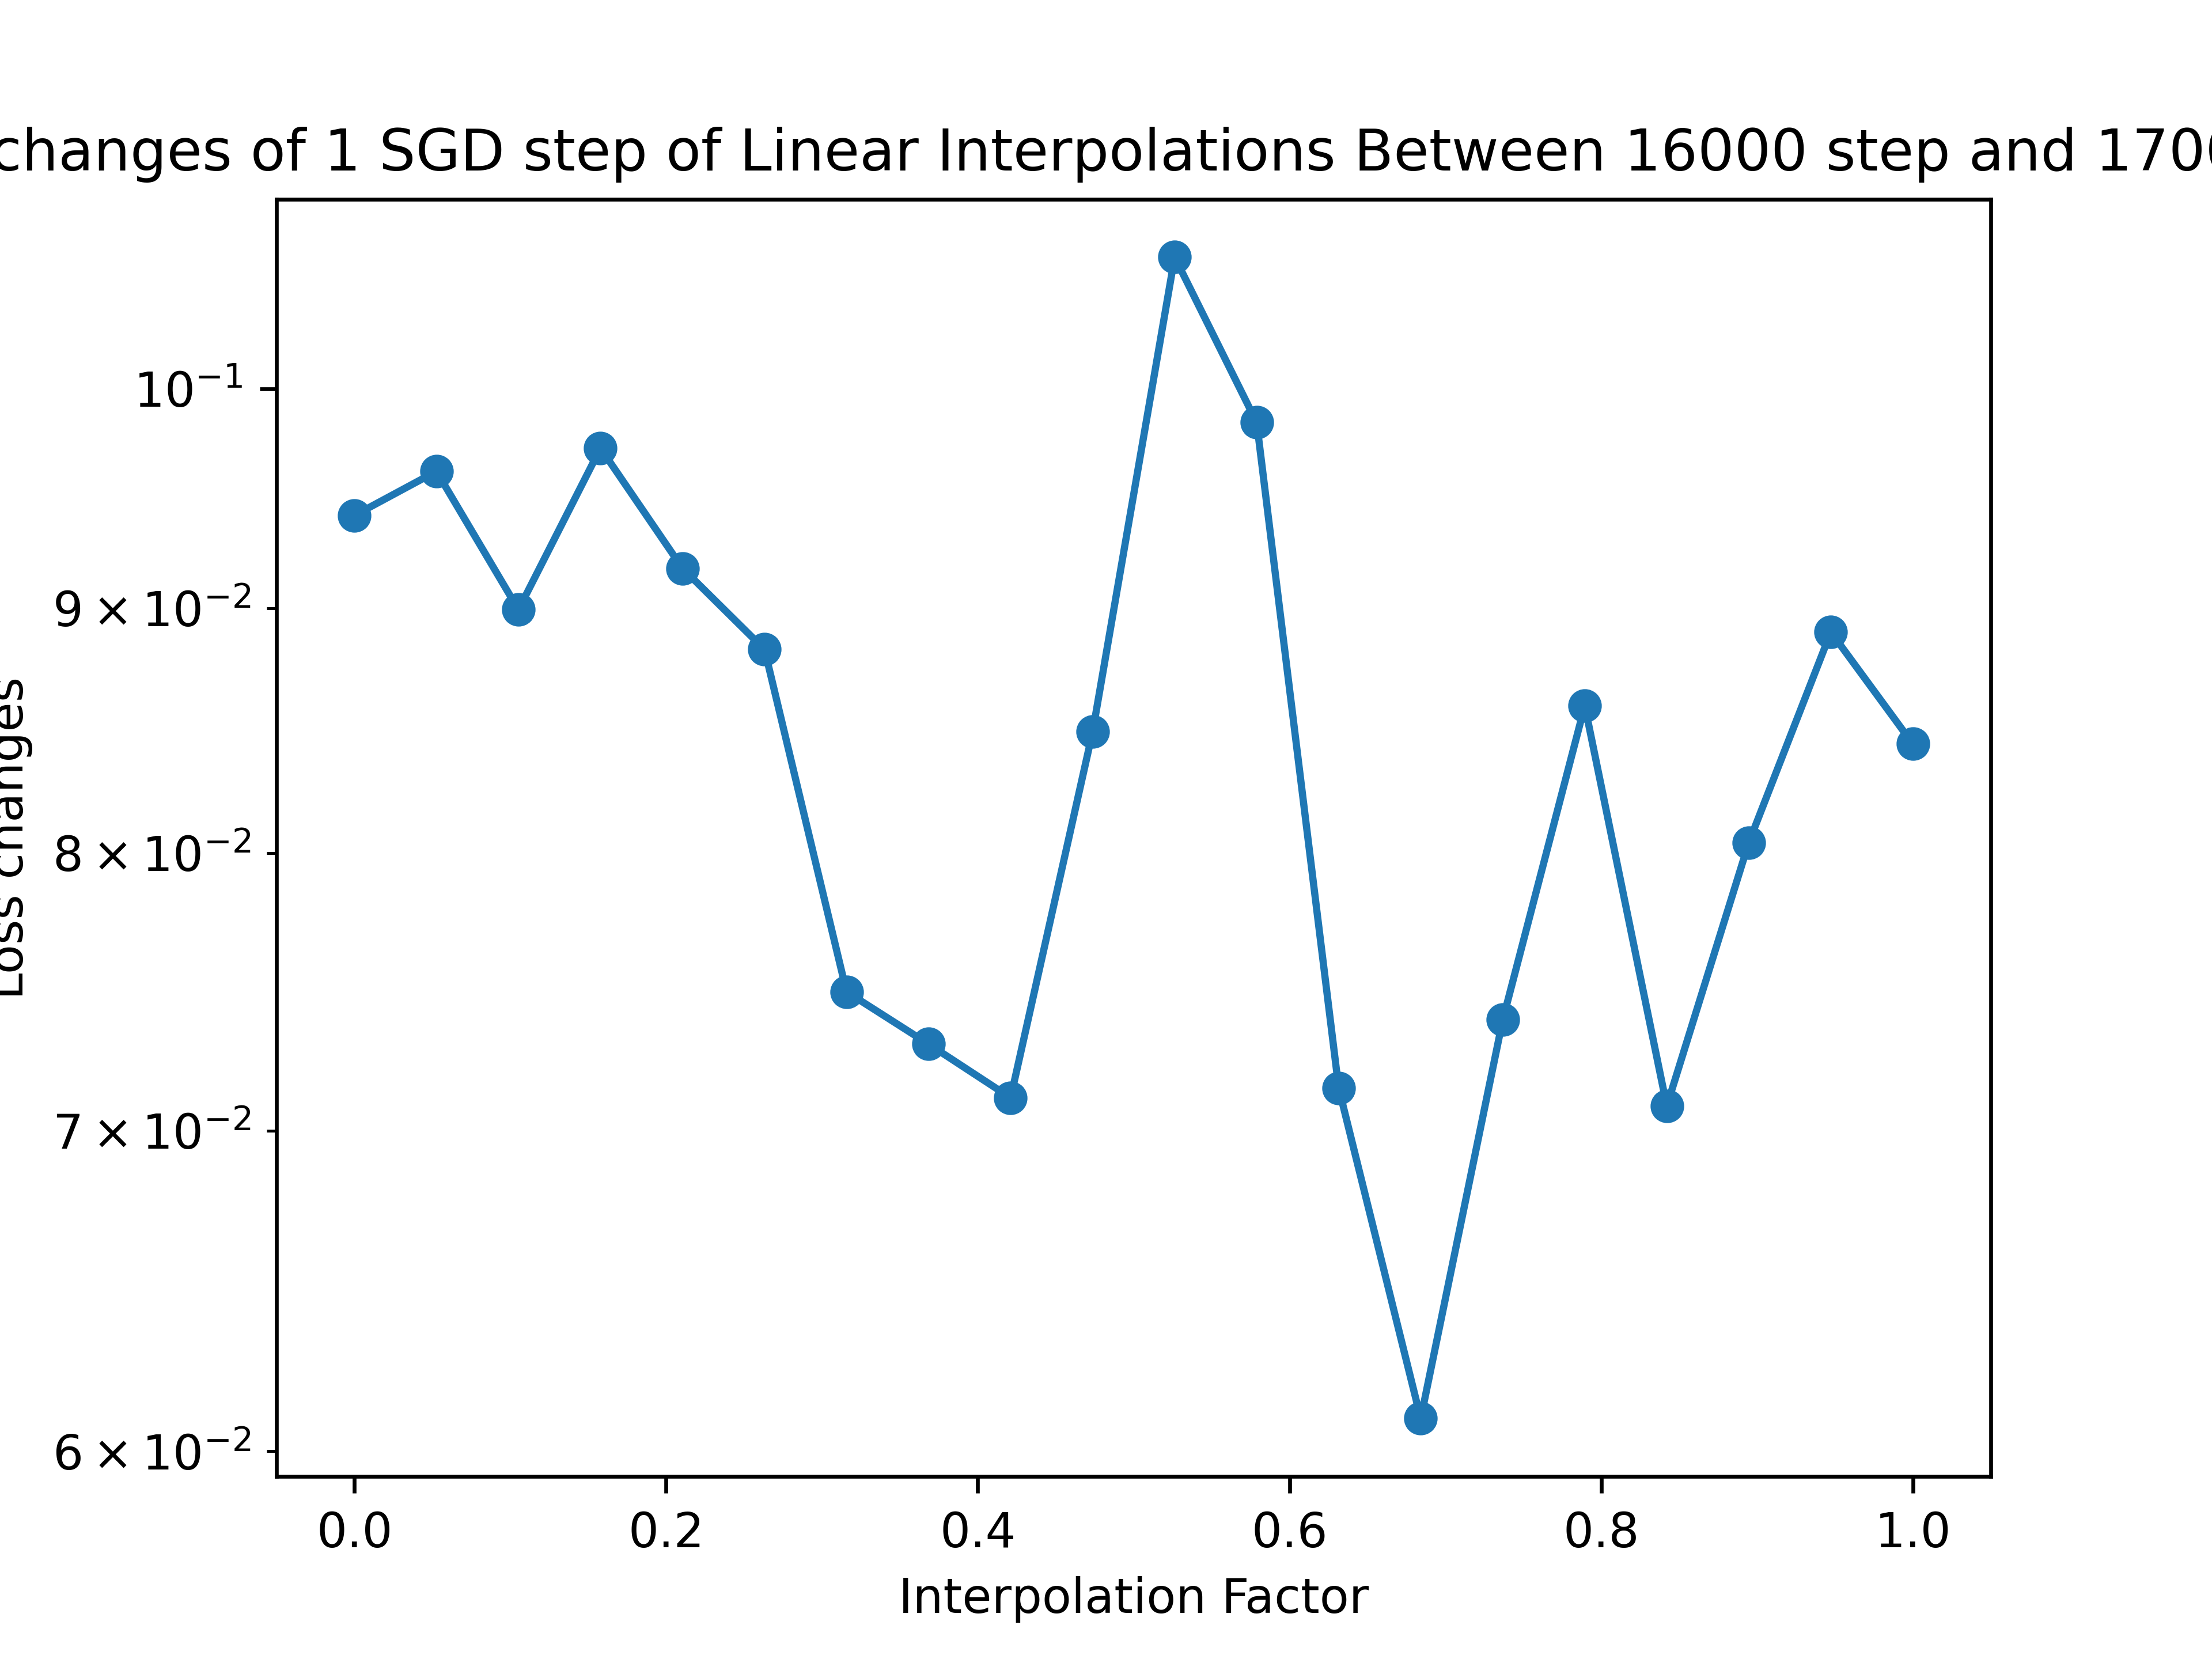 changes of 1 SGD step of Linear Interpolations Between 16000 step and 1700
10⁻¹
9 × 10⁻²
8 × 10⁻²
7 × 10⁻²
6 × 10⁻²
Loss changes
0.0 0.2 0.4 0.6 0.8 1.0
Interpolation Factor